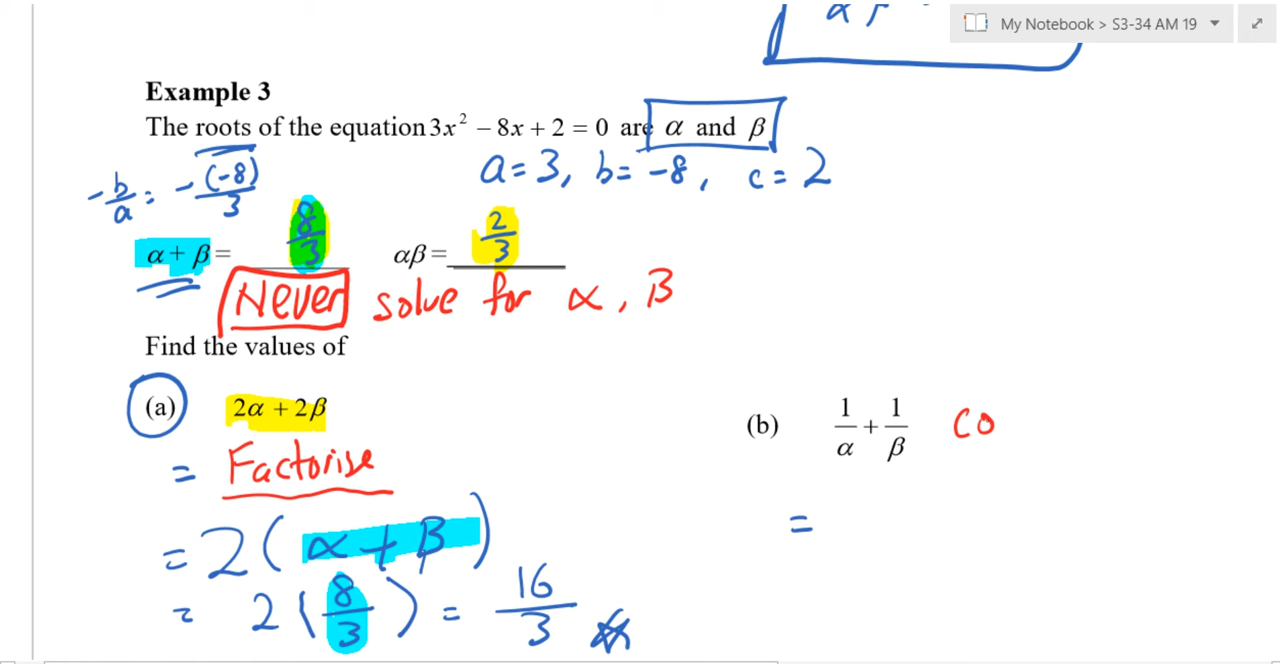 α β
My Notebook > S3-34 AM 19
Example 3
The roots of the equation 3x² − 8x + 2 = 0 are α and β
a = 3, b = -8, c = 2
-b/a = -(-8)/3
α + β = 8/3 αβ = 2/3
Never solve for α, β
Find the values of
(a) 2α + 2β
(b) 1/α + 1/β co
= Factorise
=
= 2(α + β)
= 2(8/3) = 16/3